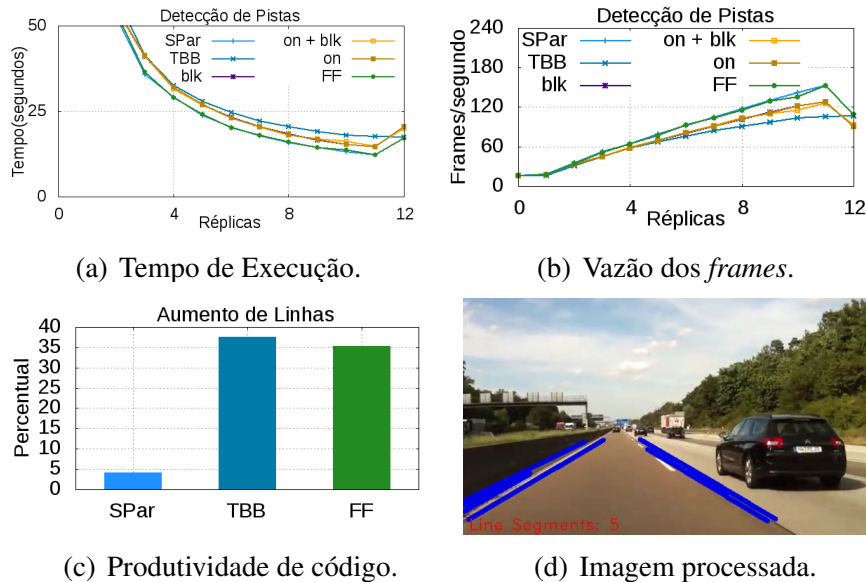 Detecção de Pistas
50
25
0
Tempo(segundos)
SPar
TBB
blk
on + blk
on
FF
0 4 8 12
Réplicas
(a) Tempo de Execução.
Detecção de Pistas
240
180
120
60
0
Frames/segundo
SPar
TBB
blk
on + blk
on
FF
0 4 8 12
Réplicas
(b) Vazão dos frames.
Aumento de Linhas
40
35
30
25
20
15
10
5
0
Percentual
SPar TBB FF
(c) Produtividade de código.
Line Segments: 5
(d) Imagem processada.